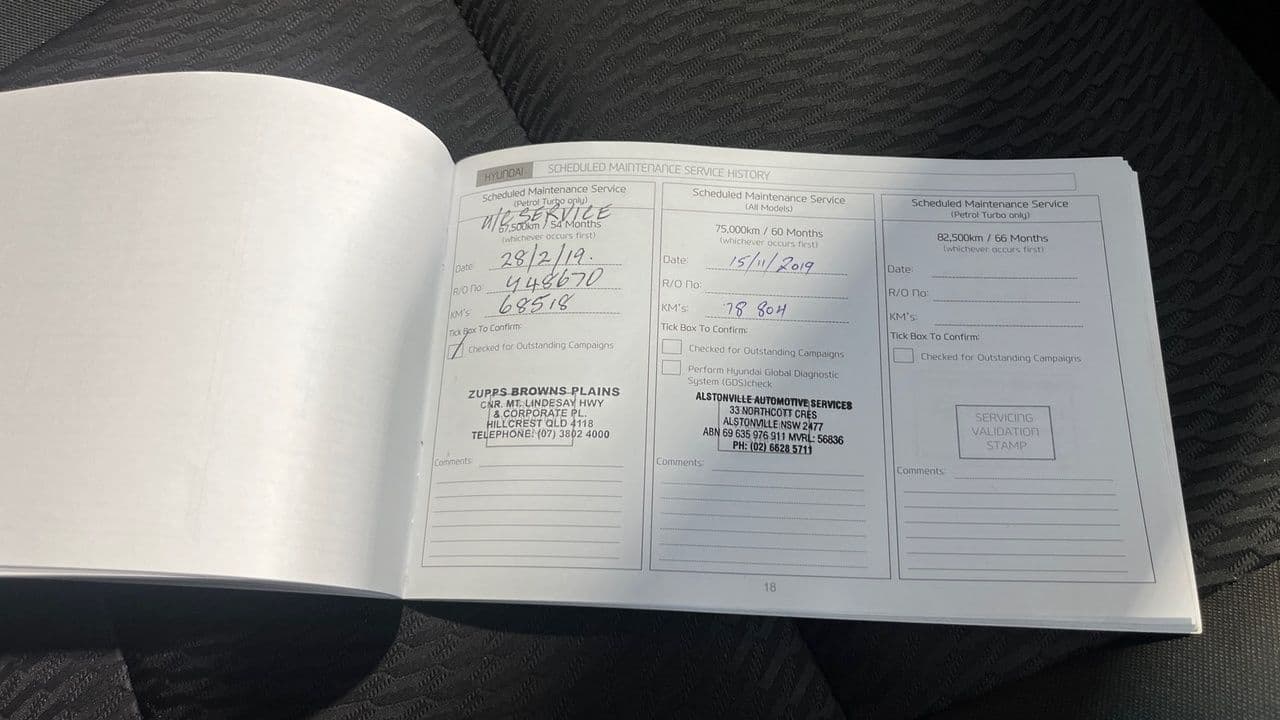 HYUNDAI
SCHEDULED MAINTENANCE SERVICE HISTORY
Scheduled Maintenance Service
(Petrol Turbo only)
N/C SERVICE
67,500km / 54 Months
(whichever occurs first)
Date: 28/2/19.
R/O No: 448670
KM's: 68518
Tick Box To Confirm:
Checked for Outstanding Campaigns
ZUPPS BROWNS PLAINS
CNR. MT. LINDESAY HWY
& CORPORATE PL.
HILLCREST QLD 4118
TELEPHONE: (07) 3802 4000
Comments:
Scheduled Maintenance Service
(All Models)
75,000km / 60 Months
(whichever occurs first)
Date: 15/11/2019
R/O No:
KM's: 78 804
Tick Box To Confirm:
Checked for Outstanding Campaigns
Perform Hyundai Global Diagnostic
System (GDS)check
ALSTONVILLE AUTOMOTIVE SERVICES
33 NORTHCOTT CRES
ALSTONVILLE NSW 2477
ABN 69 635 976 911 MVRL: 56836
PH: (02) 6628 5711
Comments:
Scheduled Maintenance Service
(Petrol Turbo only)
82,500km / 66 Months
(whichever occurs first)
Date:
R/O No:
KM's:
Tick Box To Confirm:
Checked for Outstanding Campaigns
SERVICING
VALIDATION
STAMP
Comments:
18